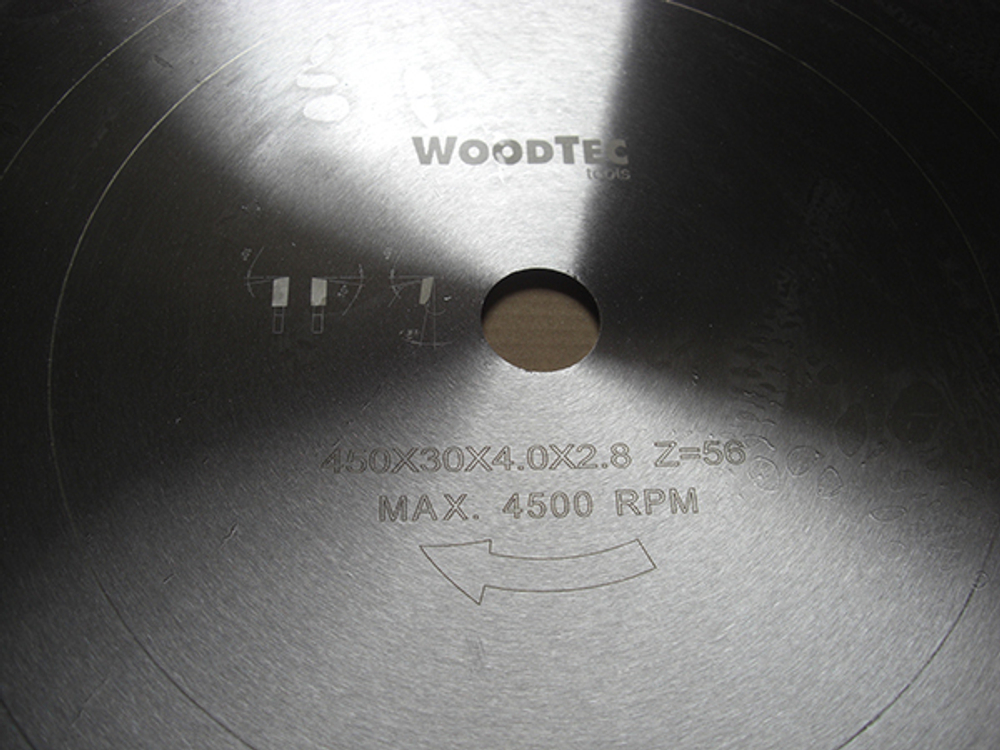 WOODTEC
tools
450X30X4.0X2.8 Z=56
MAX. 4500 RPM